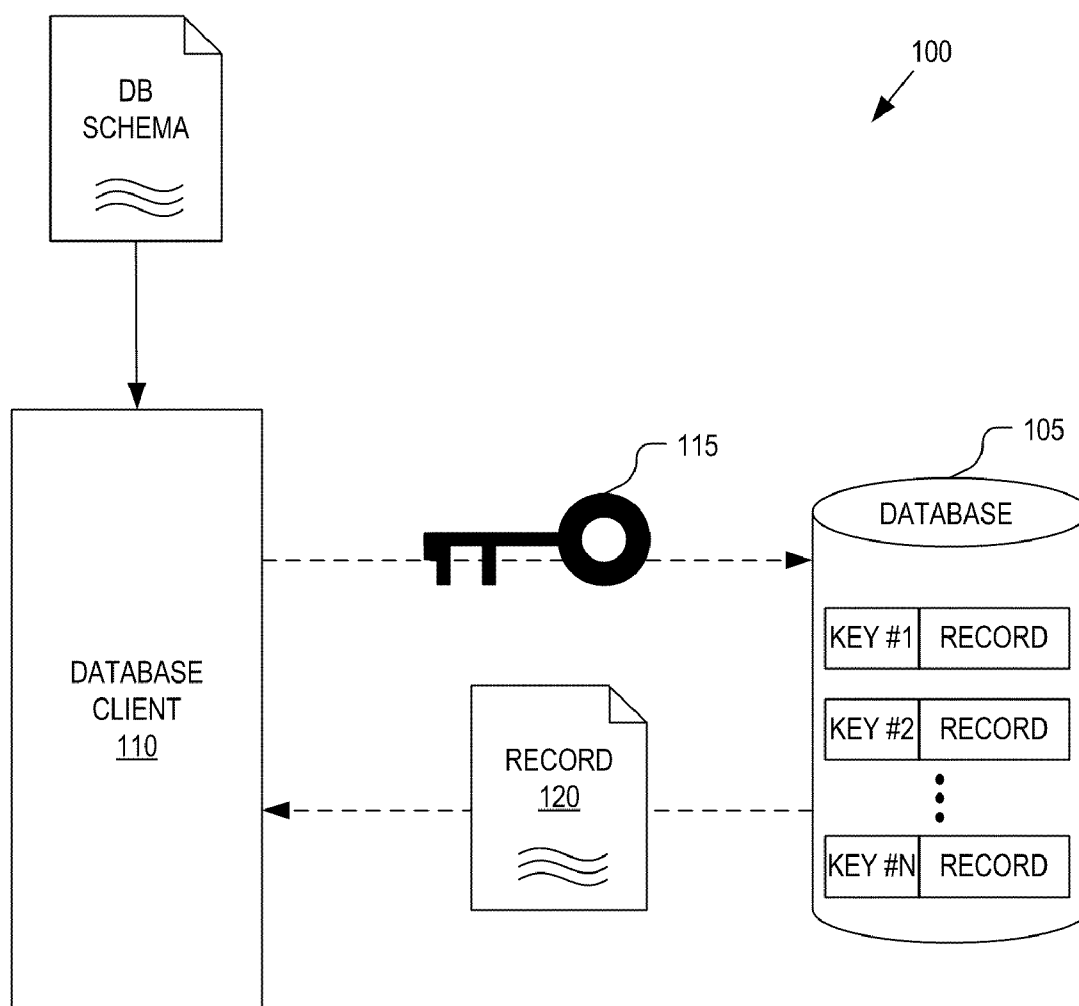 DB
SCHEMA
100
115
105
DATABASE
KEY #1 RECORD
DATABASE
CLIENT
110
KEY #2 RECORD
RECORD
120
KEY #N RECORD